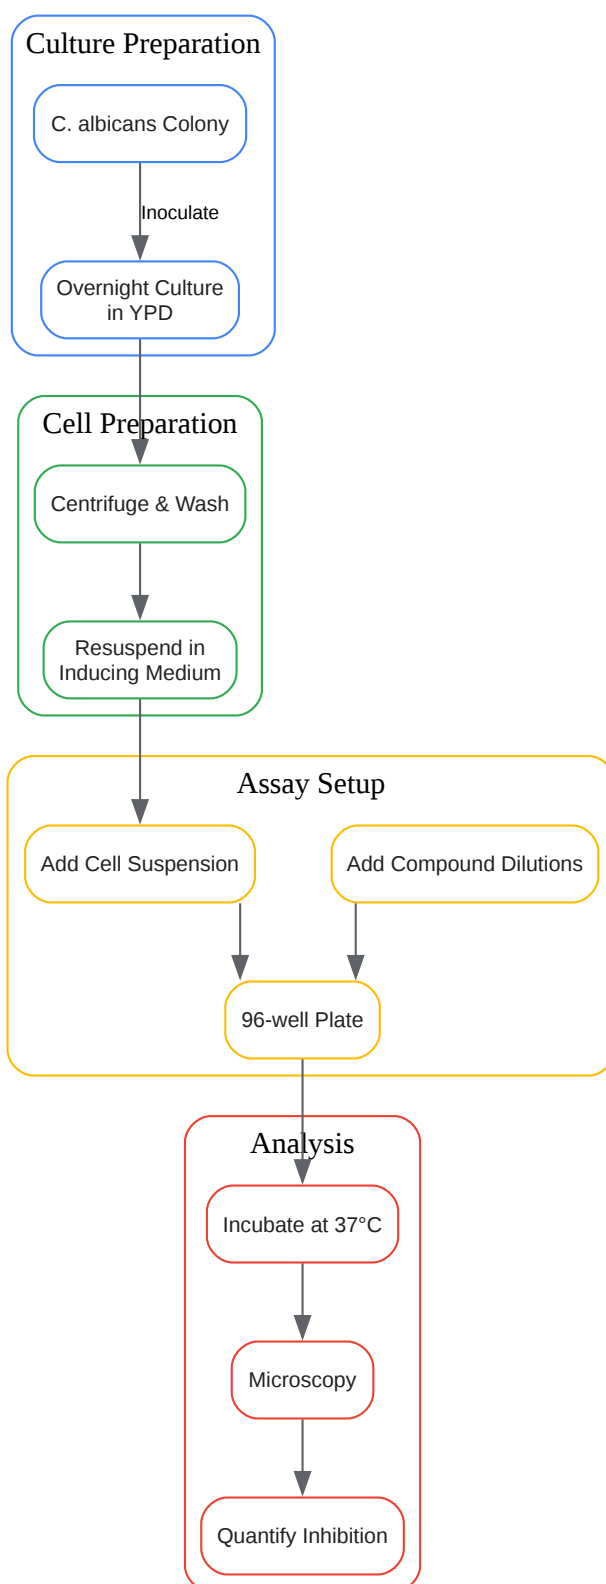 Culture Preparation
C. albicans Colony
Inoculate
Overnight Culture
in YPD
Cell Preparation
Centrifuge & Wash
Resuspend in
Inducing Medium
Assay Setup
Add Cell Suspension
Add Compound Dilutions
96-well Plate
Analysis
Incubate at 37°C
Microscopy
Quantify Inhibition